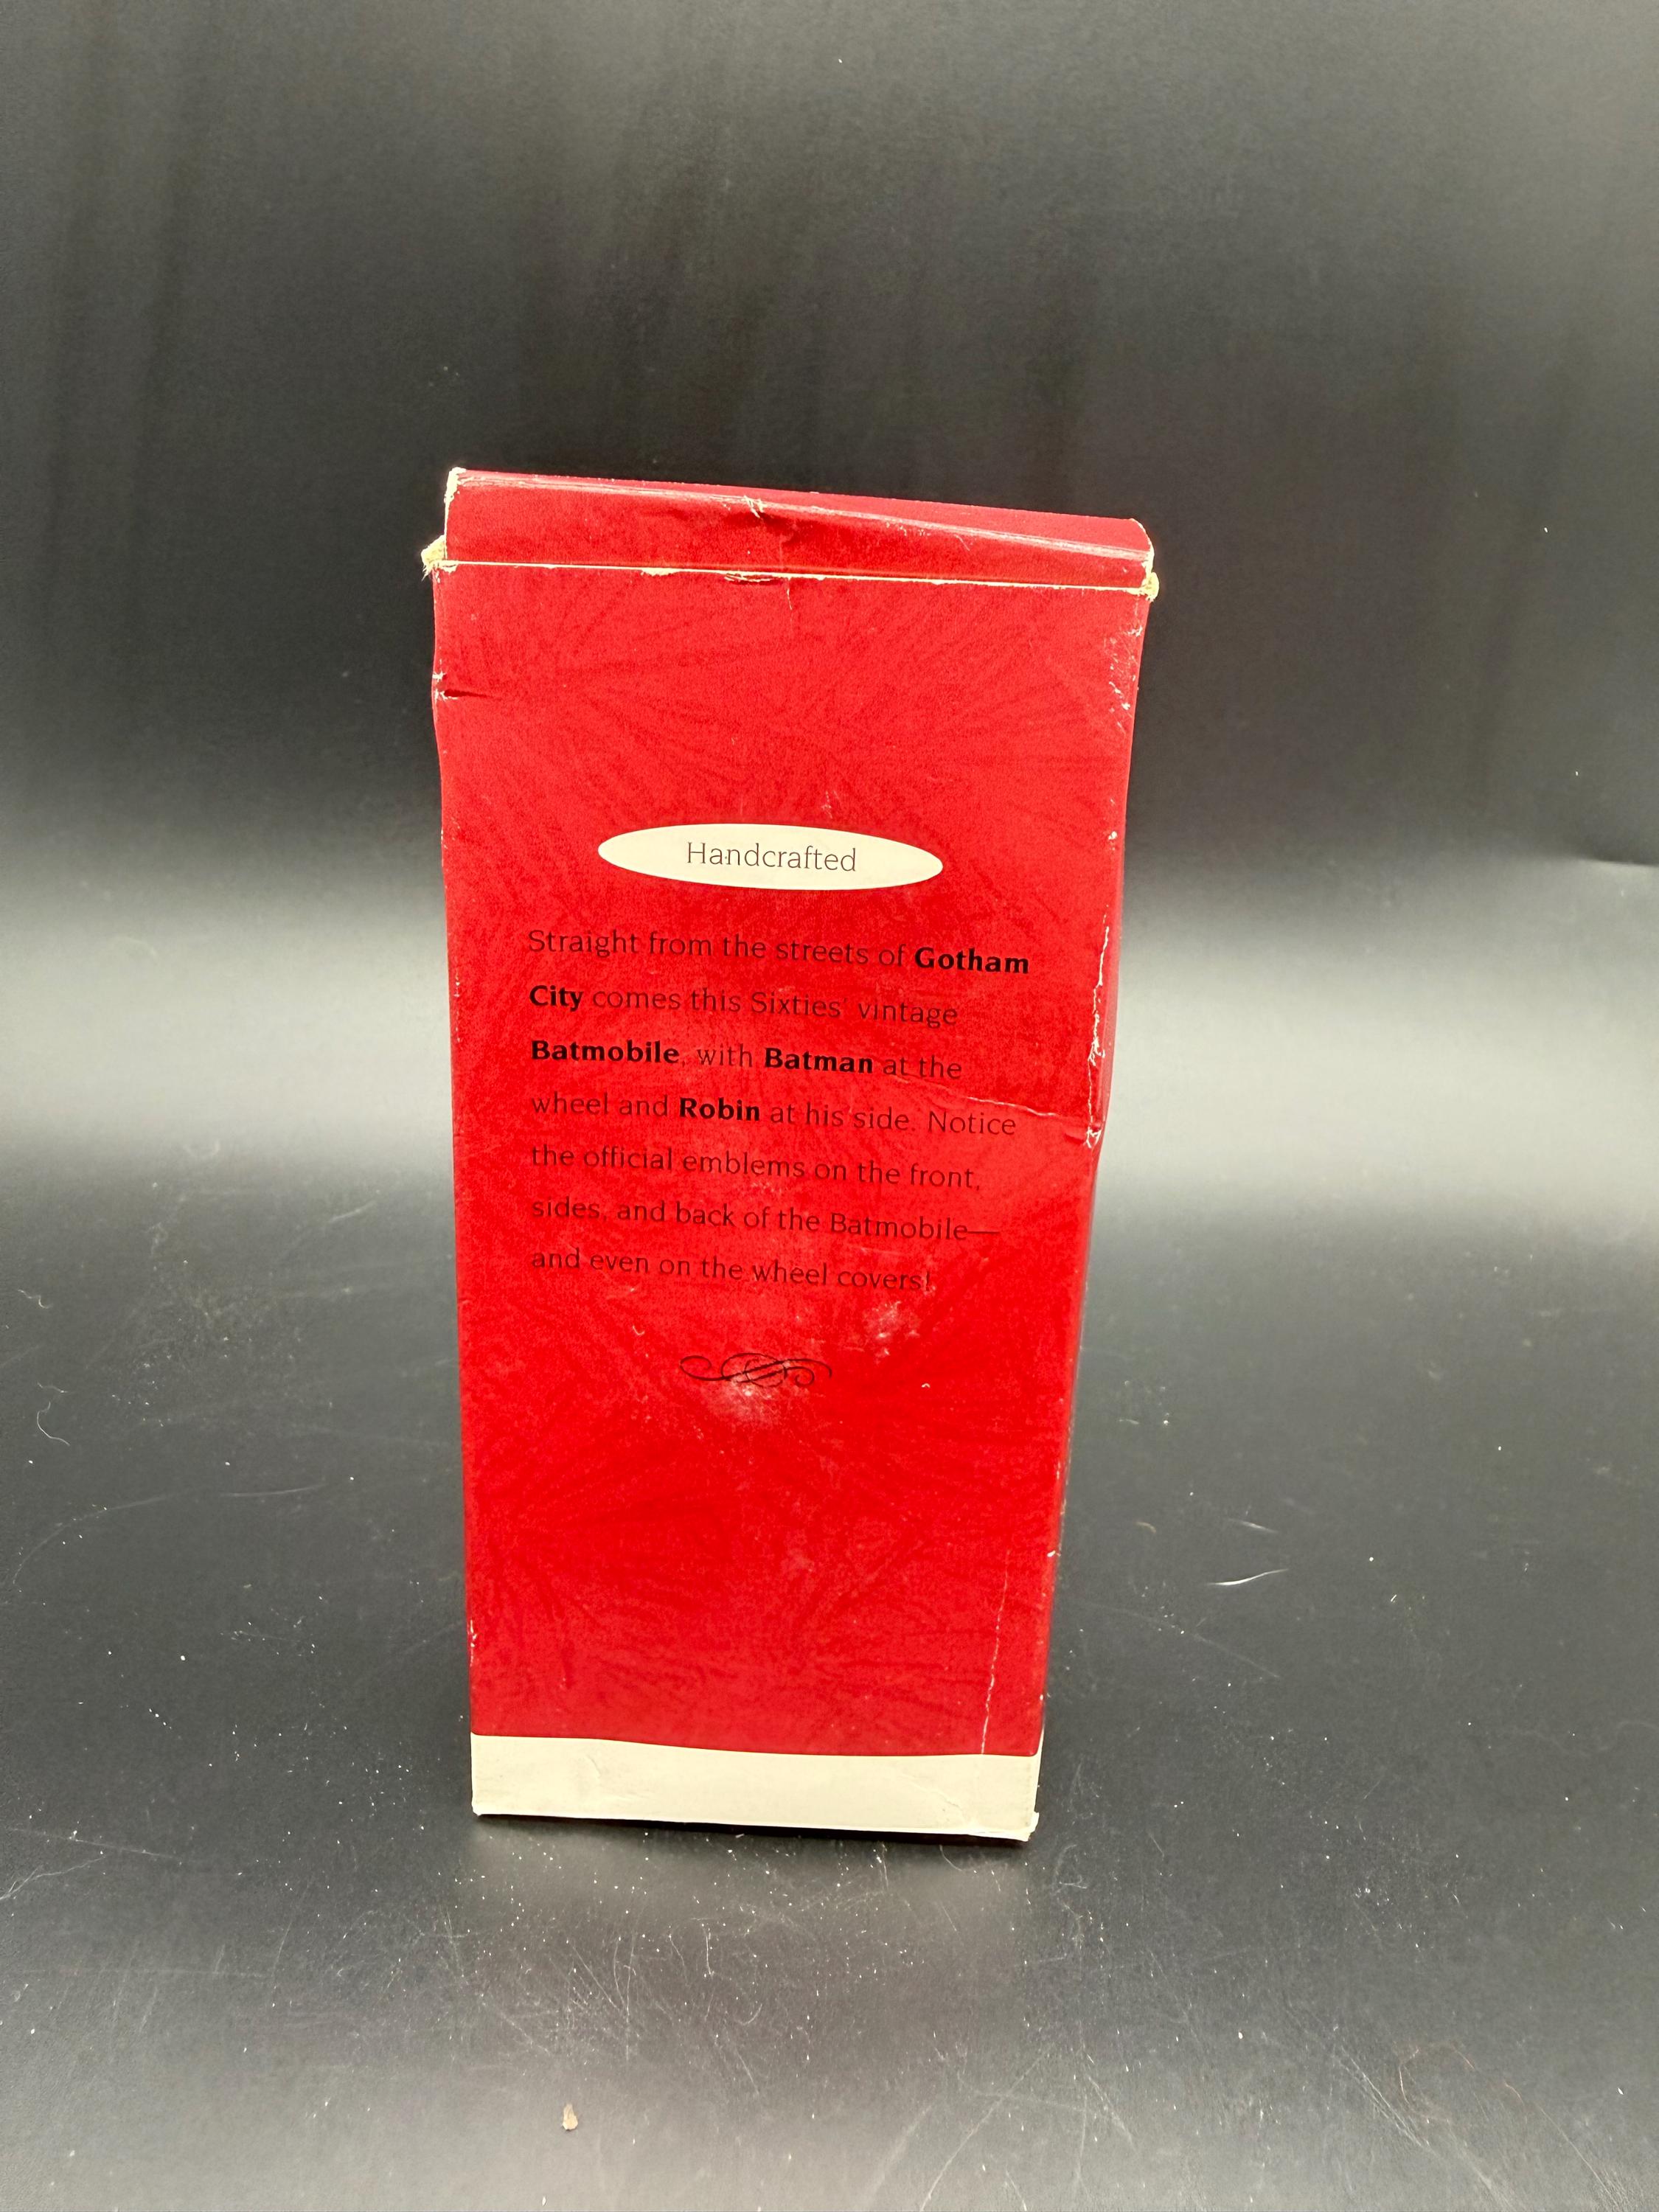 Handcrafted
Straight from the streets of Gotham
City comes this Sixties' vintage
Batmobile, with Batman at the
wheel and Robin at his side. Notice
the official emblems on the front,
sides, and back of the Batmobile—
and even on the wheel covers!